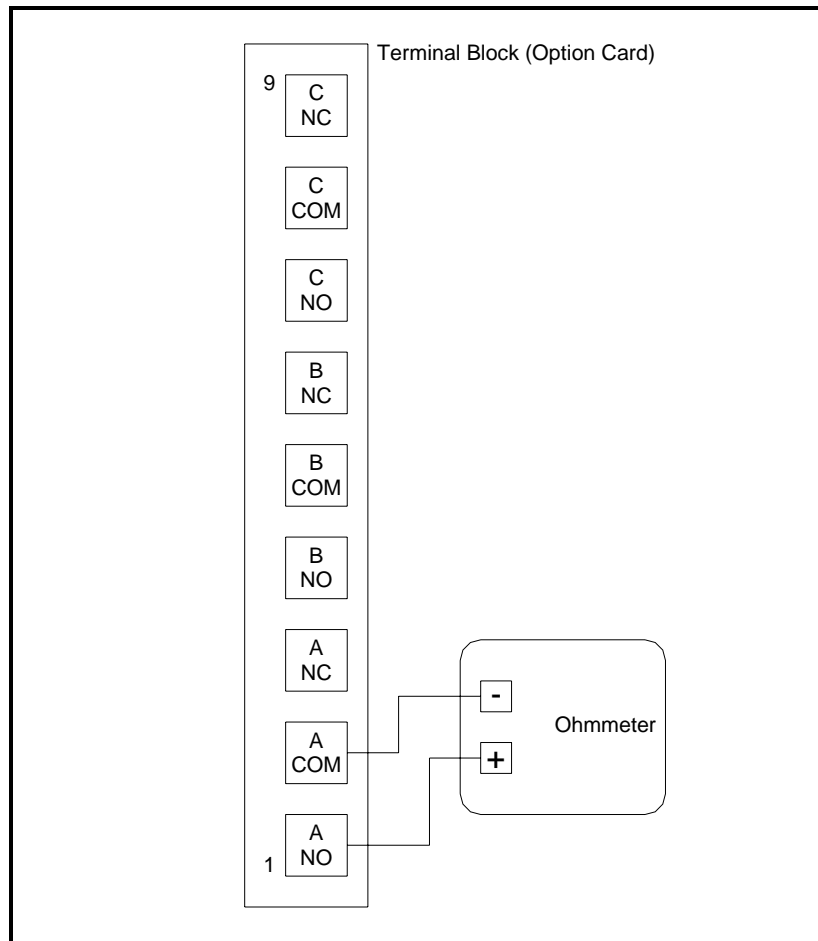 Terminal Block (Option Card)
9
C
NC
C
COM
C
NO
B
NC
B
COM
B
NO
A
NC
-
Ohmmeter
A
COM
+
A
NO
1